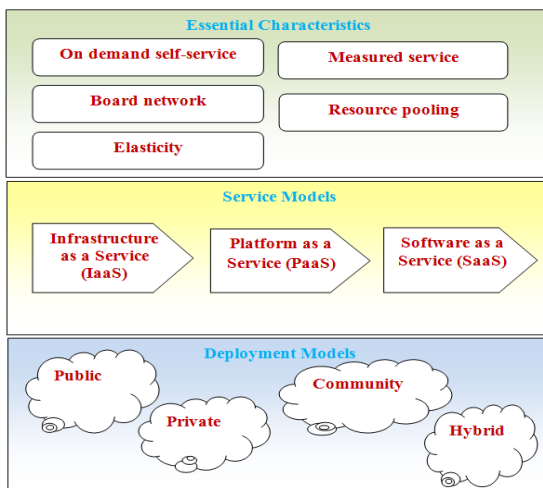 Essential Characteristics
On demand self-service
Measured service
Board network
Resource pooling
Elasticity
Service Models
Infrastructure
as a Service
(IaaS)
Platform as a
Service (PaaS)
Software as a
Service (SaaS)
Deployment Models
Public
Private
Community
Hybrid